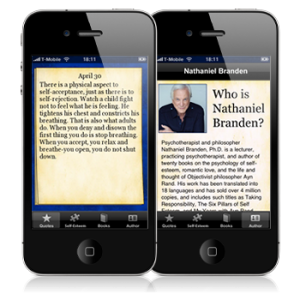 T-Mobile
18:11
April 30
There is a physical aspect to
self-acceptance, just as there is to
self-rejection. Watch a child fight
not to feel what he is feeling. He
tightens his chest and constricts his
breathing. That is also what adults
do. When you deny and disown the
first thing you do is stop breathing.
When you accept, you relax and
breathe-you open, you do not shut
down.
Quotes
Self-Esteem
Books
Author
T-Mobile
18:11
Nathaniel Branden
Who is
Nathaniel
Branden?
Psychotherapist and philosopher
Nathaniel Branden, Ph.D. is a lecturer,
practicing psychotherapist, and author of
twenty books on the psychology of self-
esteem, romantic love, and the life and
thought of Objectivist philosopher Ayn
Rand. His work has been translated into
18 languages and has sold over 4 million
copies, and includes such titles as Taking
Responsibility, The Six Pillars of Self
Quotes
Self-Esteem
Books
Author